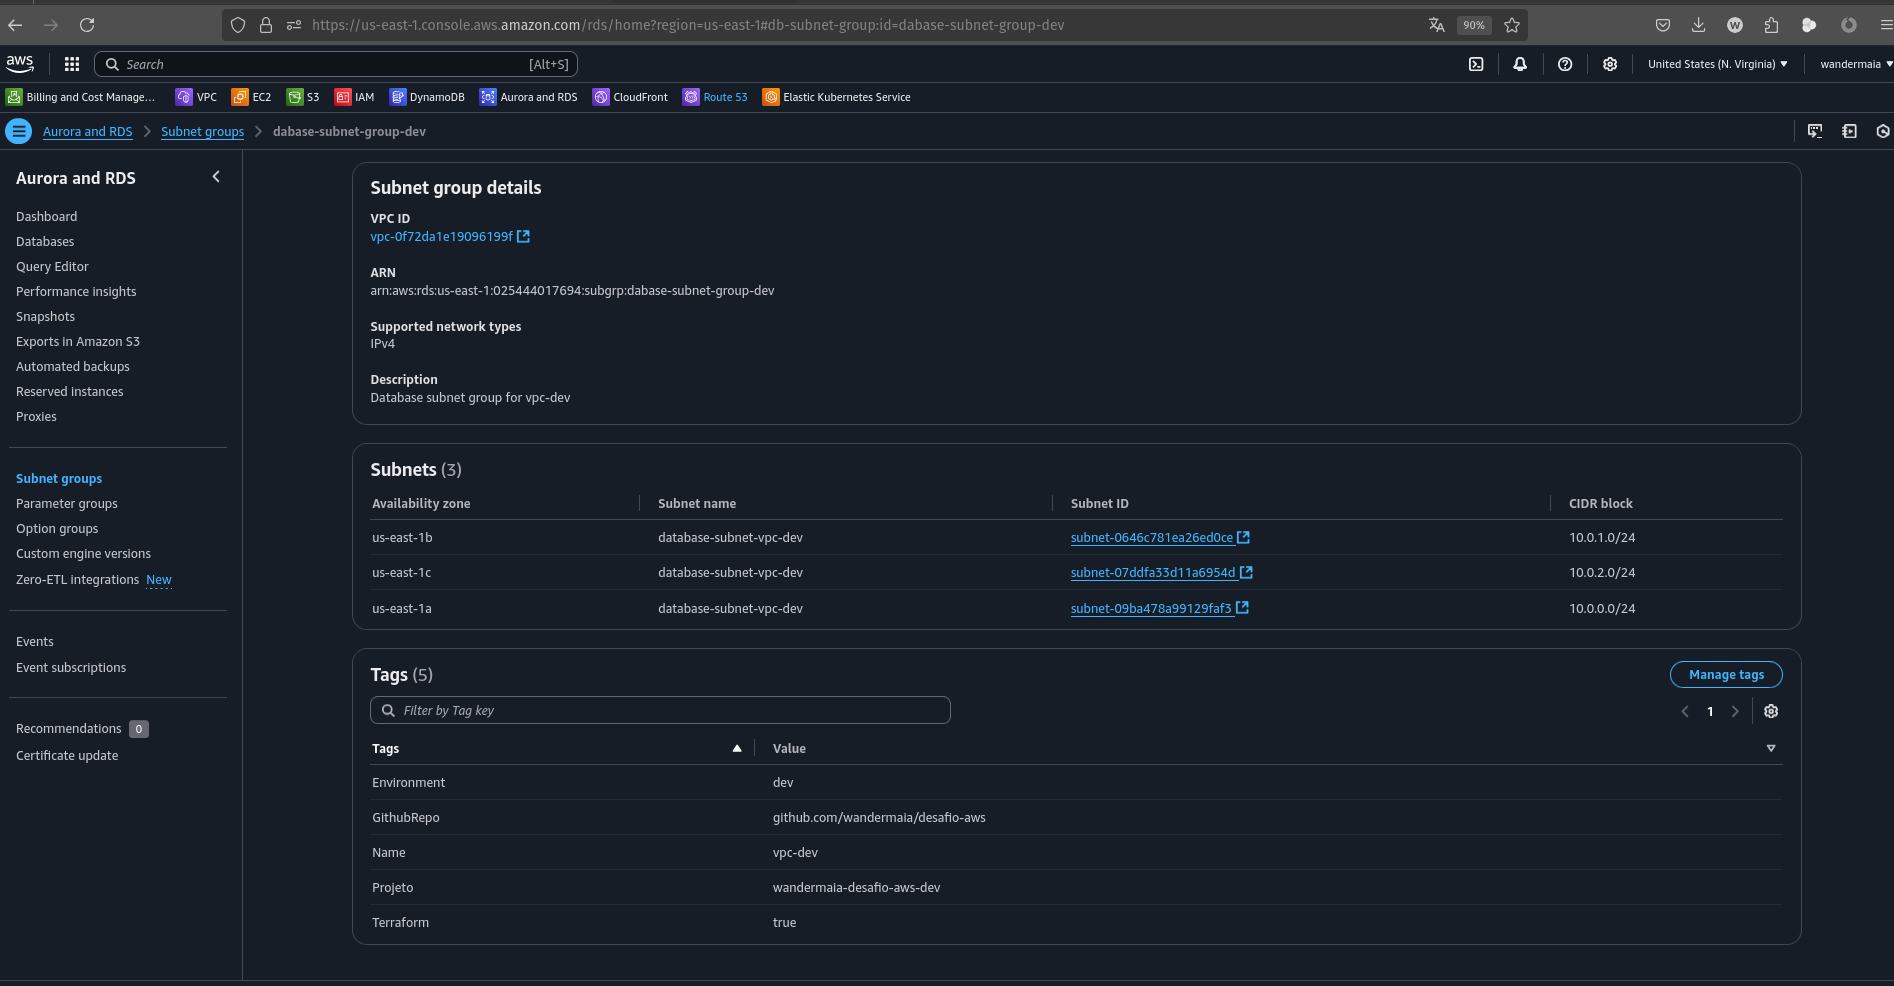 https://us-east-1.console.aws.amazon.com/rds/home?region=us-east-1#db-subnet-group:id=dabase-subnet-group-dev
90%
W
aws
Search
[Alt+S]
United States (N. Virginia)
wandermaia
Billing and Cost Manage... VPC EC2 S3 IAM DynamoDB Aurora and RDS CloudFront Route 53 Elastic Kubernetes Service
Aurora and RDS > Subnet groups > dabase-subnet-group-dev
Aurora and RDS
Dashboard
Databases
Query Editor
Performance insights
Snapshots
Exports in Amazon S3
Automated backups
Reserved instances
Proxies
Subnet groups
Parameter groups
Option groups
Custom engine versions
Zero-ETL integrations New
Events
Event subscriptions
Recommendations 0
Certificate update
Subnet group details
VPC ID
vpc-0f72da1e19096199f
ARN
arn:aws:rds:us-east-1:025444017694:subgrp:dabase-subnet-group-dev
Supported network types
IPv4
Description
Database subnet group for vpc-dev
Subnets (3)
Availability zone Subnet name Subnet ID CIDR block
us-east-1b database-subnet-vpc-dev subnet-0646c781ea26ed0ce 10.0.1.0/24
us-east-1c database-subnet-vpc-dev subnet-07ddfa33d11a6954d 10.0.2.0/24
us-east-1a database-subnet-vpc-dev subnet-09ba478a99129faf3 10.0.0.0/24
Tags (5)
Manage tags
Filter by Tag key
1
Tags Value
Environment dev
GithubRepo github.com/wandermaia/desafio-aws
Name vpc-dev
Projeto wandermaia-desafio-aws-dev
Terraform true